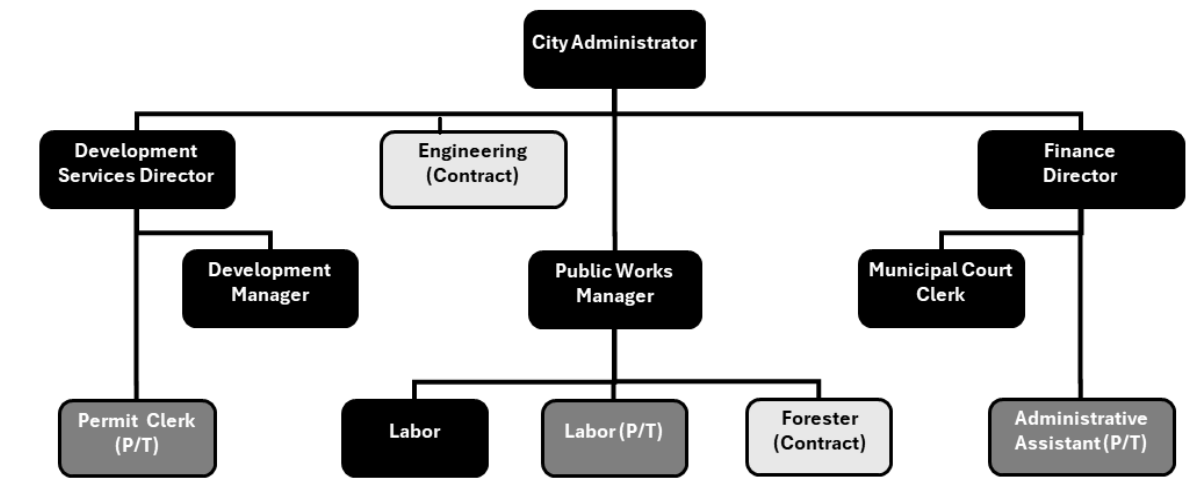 City Administrator
Development
Services Director
Engineering
(Contract)
Finance
Director
Development
Manager
Public Works
Manager
Municipal Court
Clerk
Permit Clerk
(P/T)
Labor
Labor (P/T)
Forester
(Contract)
Administrative
Assistant (P/T)